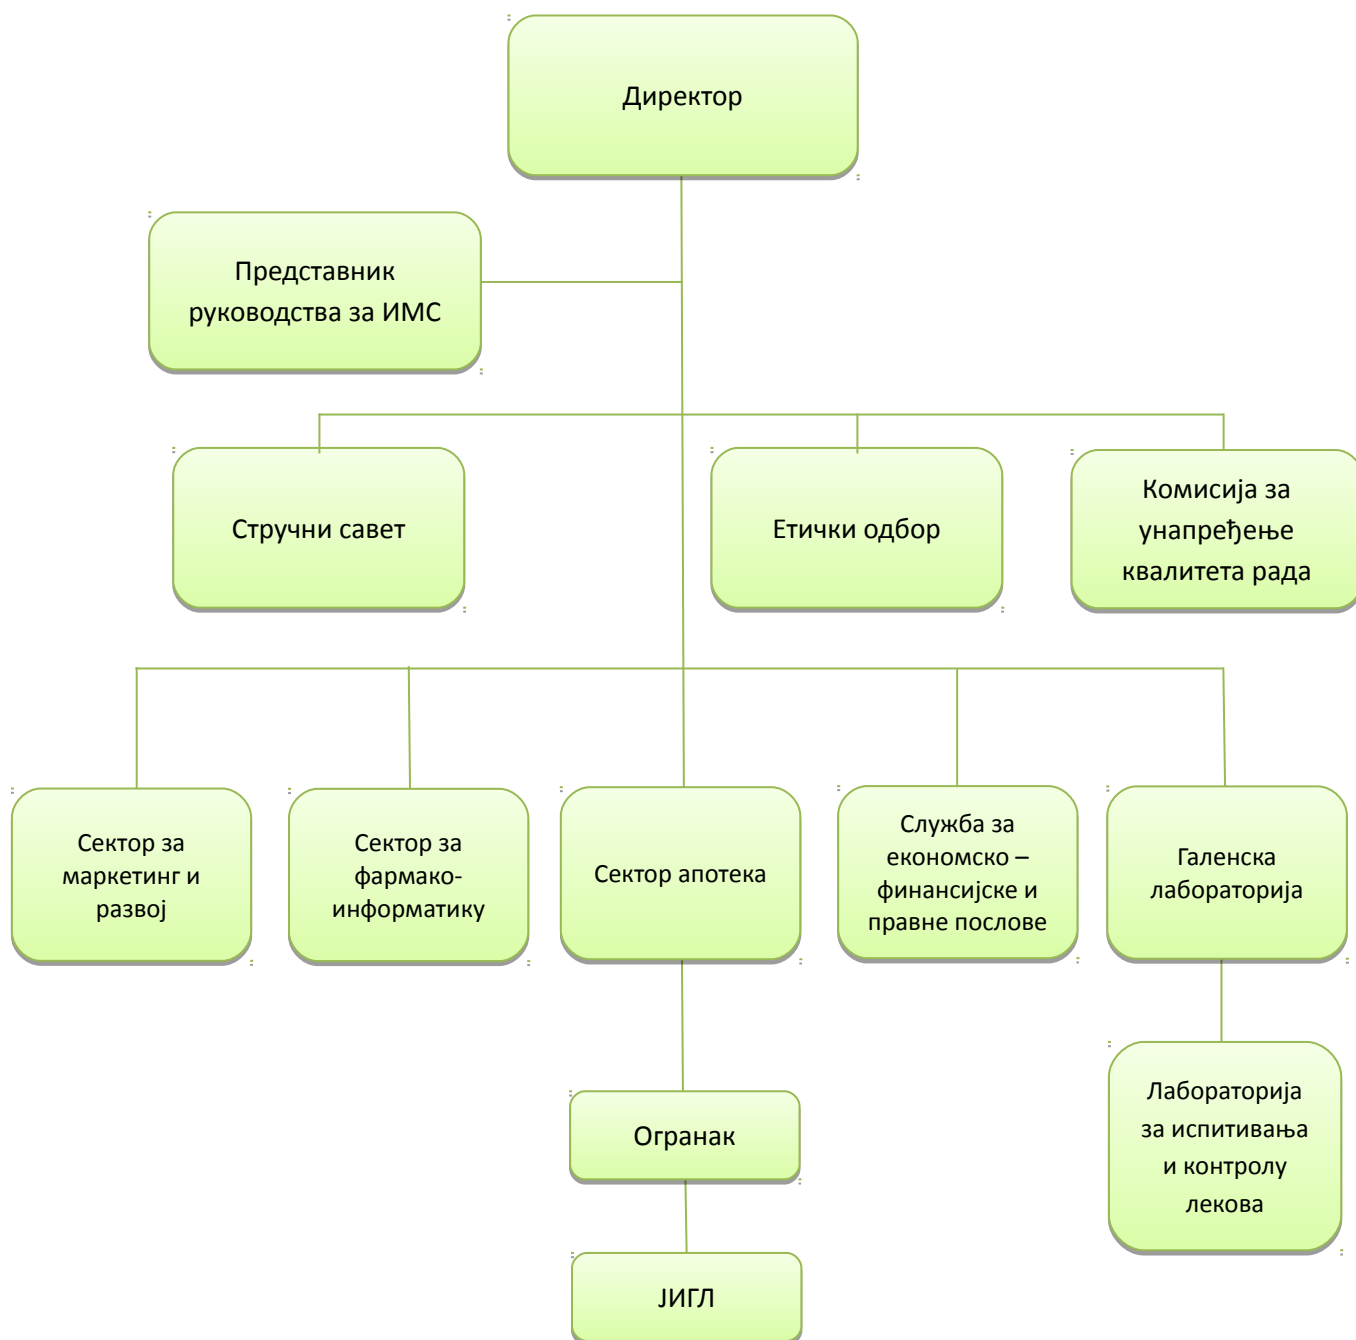 Директор
Представник
руководства за ИМС
Стручни савет
Етички одбор
Комисија за
унапређење
квалитета рада
Сектор за
маркетинг и
развој
Сектор за
фармако-
информатику
Сектор апотека
Служба за
економско –
финансијске и
правне послове
Галенска
лабораторија
Огранак
Лабораторија
за испитивања
и контролу
лекова
ЈИГЛ